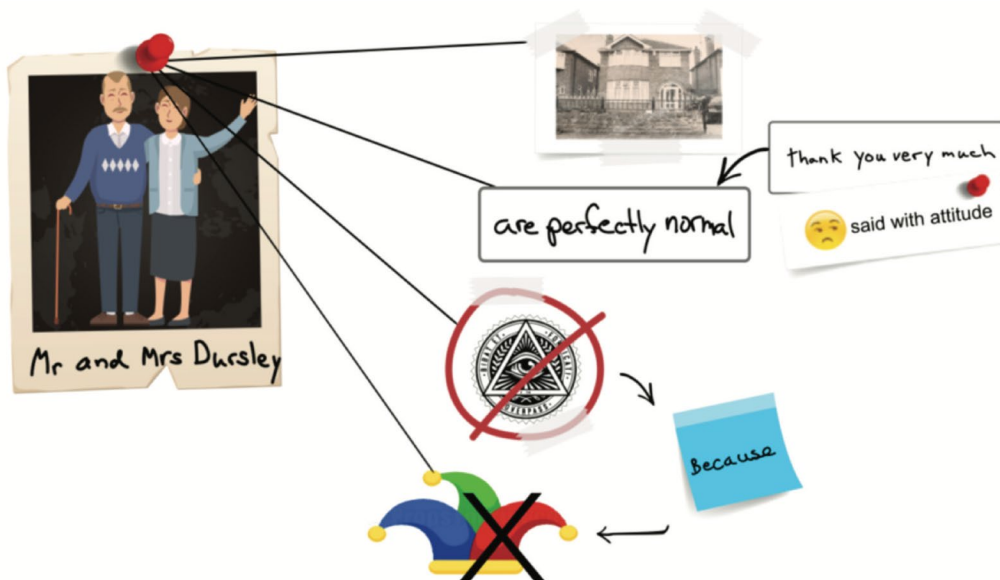 thank you very much
said with attitude
are perfectly normal
Mr and Mrs Dursley
Because